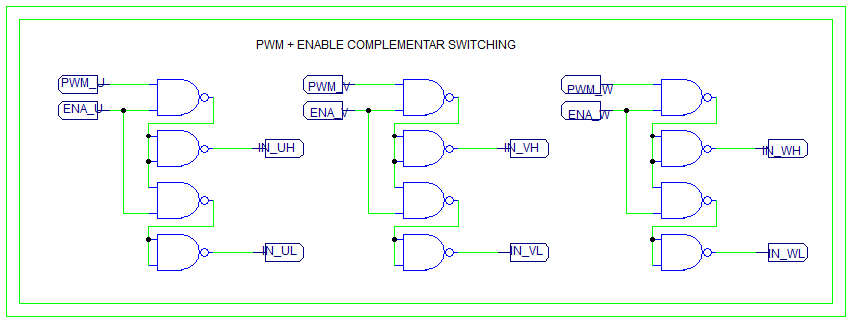 PWM + ENABLE COMPLEMENTAR SWITCHING
PWM_U
PWM_V
PWM_W
ENA_U
ENA_V
ENA_W
IN_UH
IN_VH
IN_WH
IN_UL
IN_VL
IN_WL